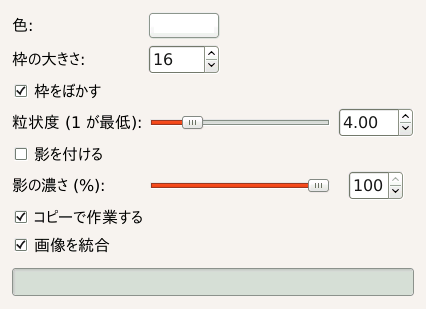 色:
枠の大きさ: 16
枠をぼかす
粒状度 (1 が最低): 4.00
影を付ける
影の濃さ (%): 100
コピーで作業する
画像を統合